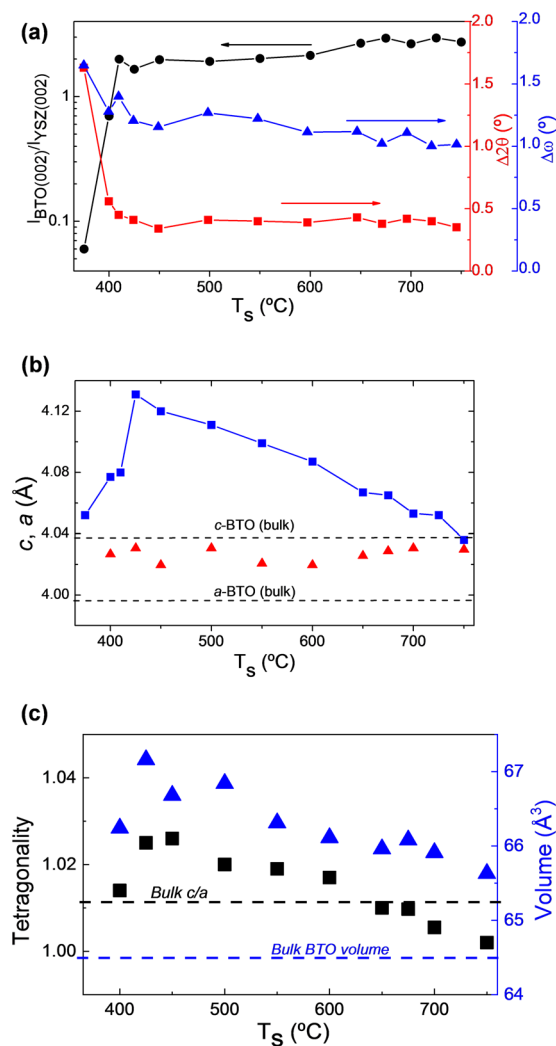 (a)
I_BTO(002)/I_YSZ(002)
1
0.1
2.0
1.5
1.0
0.5
0.0
Δ2θ (º)
2.0
1.5
1.0
0.5
0.0
Δω (º)
400 500 600 700
T_S (ºC)
(b)
c, a (Å)
4.12
4.08
4.04
4.00
c-BTO (bulk)
a-BTO (bulk)
400 500 600 700
T_S (ºC)
(c)
Tetragonality
1.04
1.02
1.00
Bulk c/a
Bulk BTO volume
67
66
65
64
Volume (Å³)
400 500 600 700
T_S (ºC)